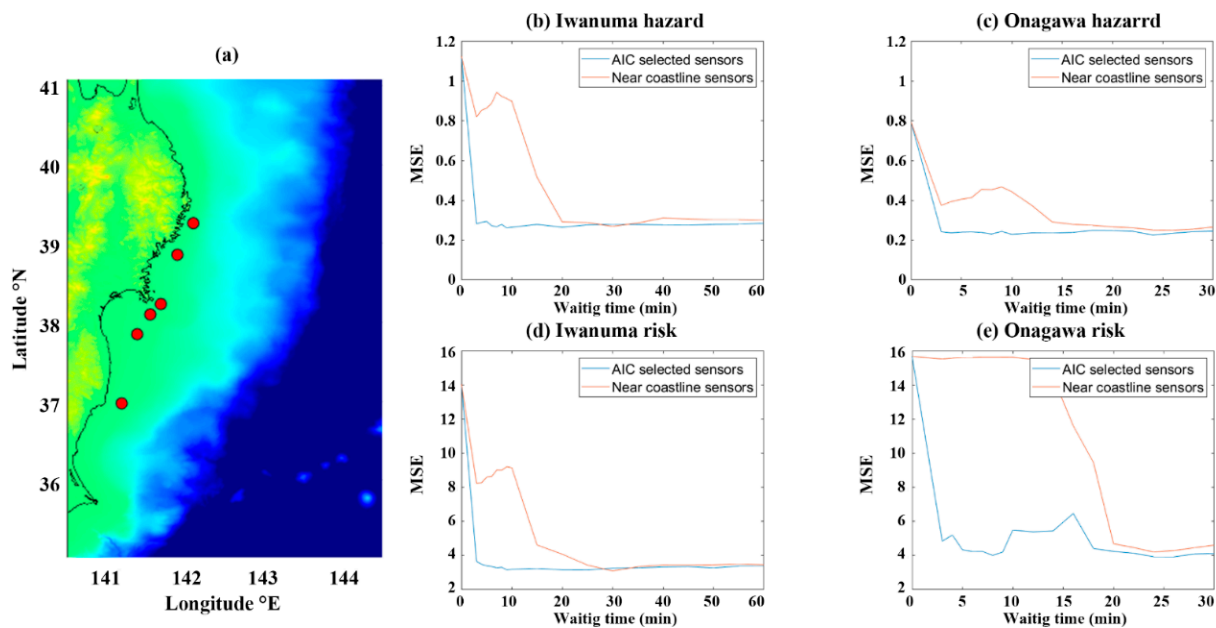 (a)
41
40
39
38
37
36
Latitude °N
141 142 143 144
Longitude °E
(b) Iwanuma hazard
AIC selected sensors
Near coastline sensors
1.2
1
0.8
0.6
0.4
0.2
0
MSE
0 10 20 30 40 50 60
Waitig time (min)
(c) Onagawa hazarrd
AIC selected sensors
Near coastline sensors
1.2
1
0.8
0.6
0.4
0.2
0
MSE
0 5 10 15 20 25 30
Waitig time (min)
(d) Iwanuma risk
AIC selected sensors
Near coastline sensors
16
14
12
10
8
6
4
2
MSE
0 10 20 30 40 50 60
Waitig time (min)
(e) Onagawa risk
AIC selected sensors
Near coastline sensors
16
14
12
10
8
6
4
2
MSE
0 5 10 15 20 25 30
Waitig time (min)